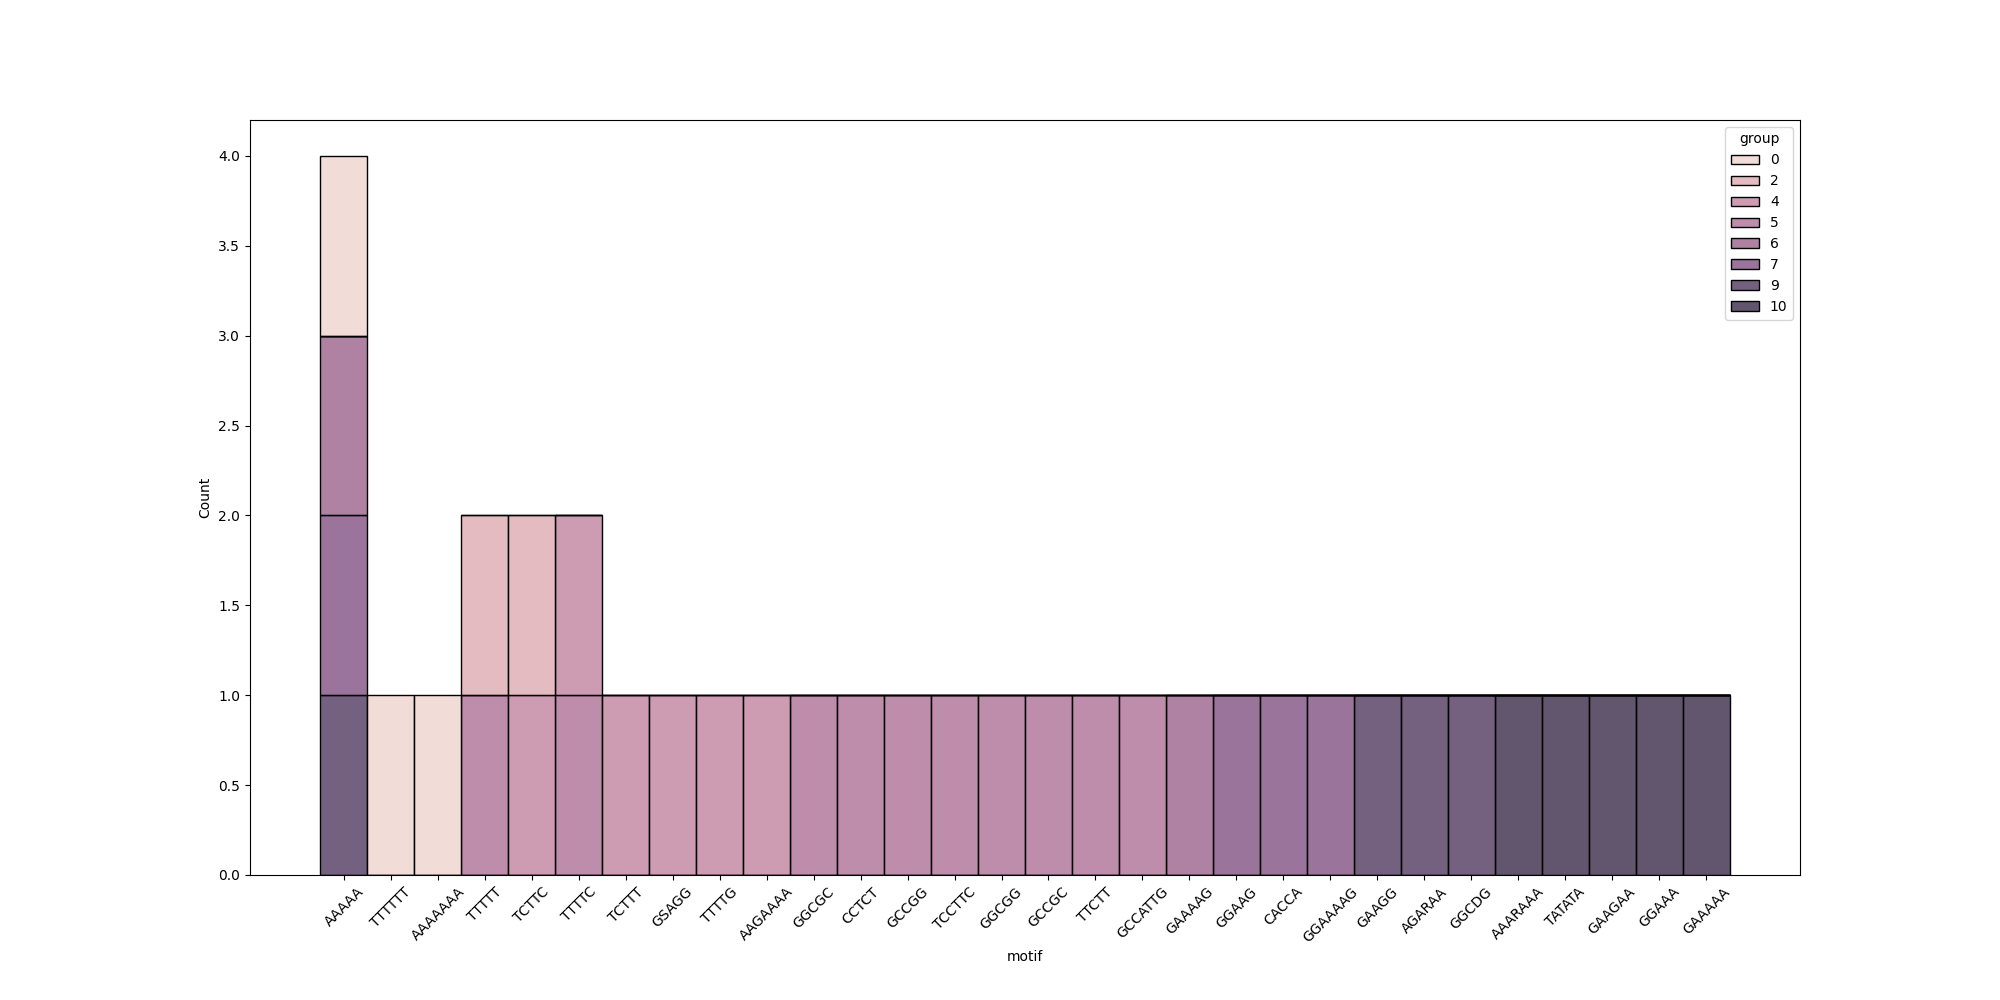 group
0
2
4
5
6
7
9
10
4.0
3.5
3.0
2.5
2.0
1.5
1.0
0.5
0.0
Count
AAAAA
TTTTTT
AAAAAA
TTTTT
TCTTC
TTTTC
TCTTT
GSAGG
TTTTG
AAGAAAA
GGCGC
CCTCT
GCCGG
TCCTTC
GGCGG
GCCGC
TTCTT
GCCATTG
GAAAAG
GGAAG
CACCA
GGAAAAG
GAAGG
AGARAA
GGCDG
AAARAAA
TATATA
GAAGAA
GGAAA
GAAAAA
motif